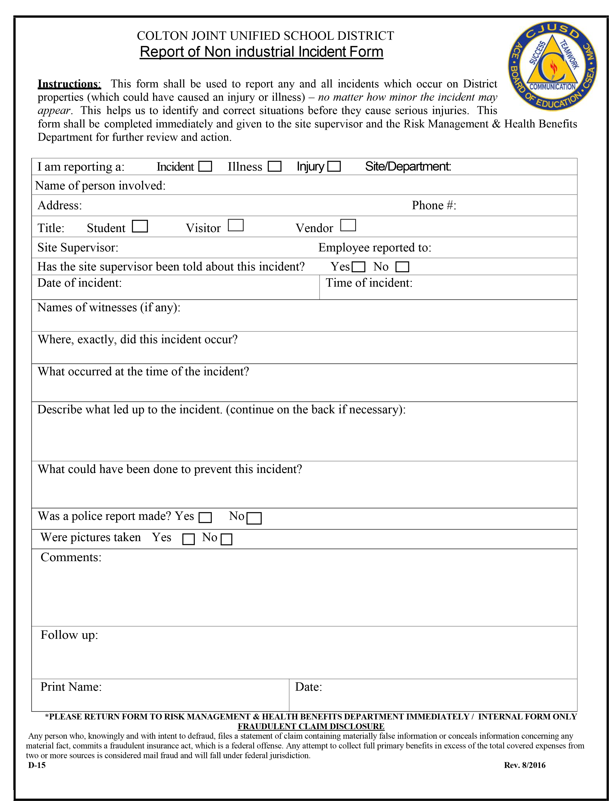 COLTON JOINT UNIFIED SCHOOL DISTRICT
Report of Non industrial Incident Form
CJUSD
ACE · BOARD OF EDUCATION · CSEA · MAC
SUCCESS
TEAMWORK
COMMUNICATION
Instructions: This form shall be used to report any and all incidents which occur on District
properties (which could have caused an injury or illness) – no matter how minor the incident may
appear. This helps us to identify and correct situations before they cause serious injuries. This
form shall be completed immediately and given to the site supervisor and the Risk Management & Health Benefits
Department for further review and action.
I am reporting a: Incident Illness Injury Site/Department:
Name of person involved:
Address: Phone #:
Title: Student Visitor Vendor
Site Supervisor: Employee reported to:
Has the site supervisor been told about this incident? Yes No
Date of incident: Time of incident:
Names of witnesses (if any):
Where, exactly, did this incident occur?
What occurred at the time of the incident?
Describe what led up to the incident. (continue on the back if necessary):
What could have been done to prevent this incident?
Was a police report made? Yes No
Were pictures taken Yes No
Comments:
Follow up:
Print Name: Date:
*PLEASE RETURN FORM TO RISK MANAGEMENT & HEALTH BENEFITS DEPARTMENT IMMEDIATELY / INTERNAL FORM ONLY
FRAUDULENT CLAIM DISCLOSURE
Any person who, knowingly and with intent to defraud, files a statement of claim containing materially false information or conceals information concerning any
material fact, commits a fraudulent insurance act, which is a federal offense. Any attempt to collect full primary benefits in excess of the total covered expenses from
two or more sources is considered mail fraud and will fall under federal jurisdiction.
D-15 Rev. 8/2016